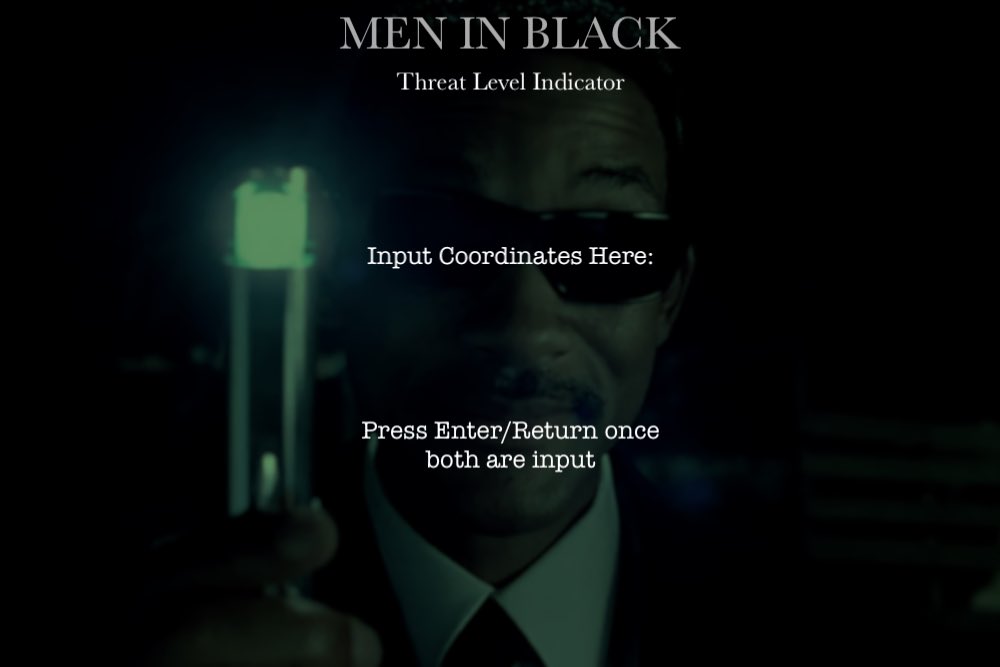 MEN IN BLACK
Threat Level Indicator
Input Coordinates Here:
Press Enter/Return once
both are input